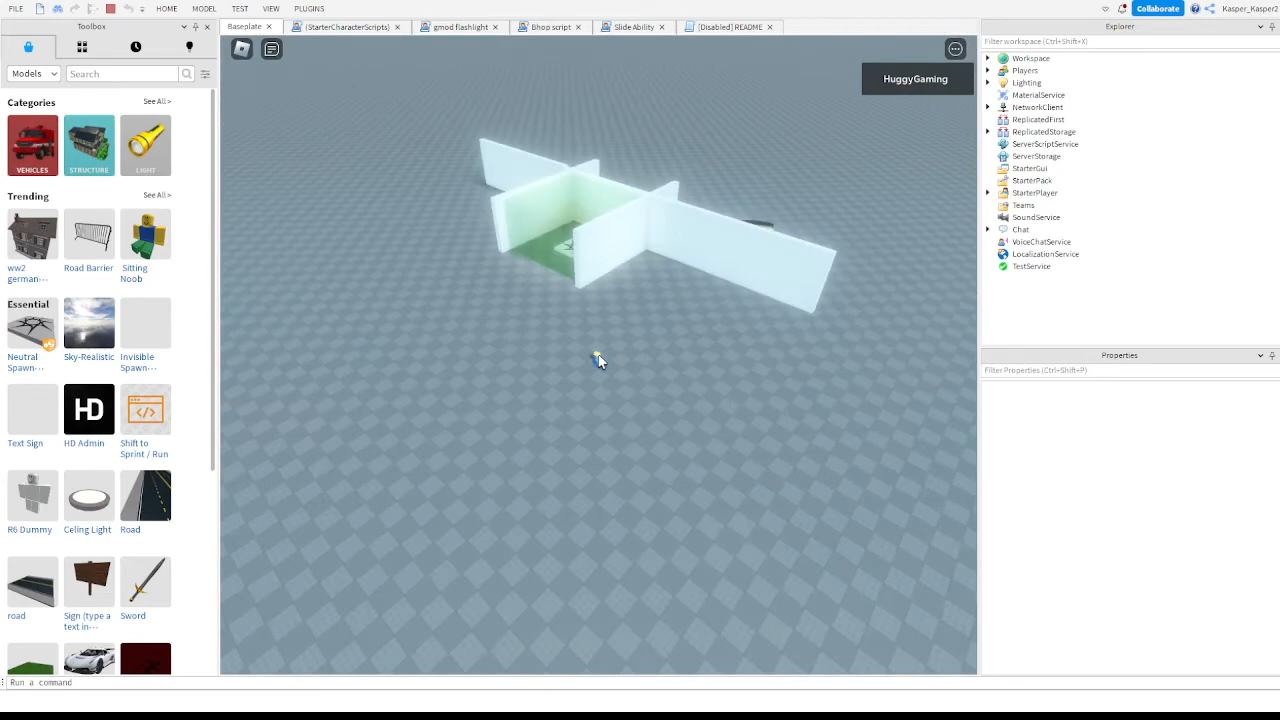 FILE
HOME
MODEL
TEST
VIEW
PLUGINS
Collaborate
Kasper_Kasper2
Toolbox
Baseplate
(StarterCharacterScripts)
gmod flashlight
Bhop script
Slide Ability
[Disabled] README
Explorer
Filter workspace (Ctrl+Shift+X)
Models
Search
HuggyGaming
Categories
See All >
VEHICLES
STRUCTURE
LIGHT
Trending
See All >
ww2
german-···
Road Barrier
Sitting
Noob
Essential
Neutral
Spawn-···
Sky-Realistic
Invisible
Spawn-···
HD
Text Sign
HD Admin
Shift to
Sprint / Run
R6 Dummy
Celing Light
Road
road
Sign (type a
text in-···
Sword
Workspace
Players
Lighting
MaterialService
NetworkClient
ReplicatedFirst
ReplicatedStorage
ServerScriptService
ServerStorage
StarterGui
StarterPack
StarterPlayer
Teams
SoundService
Chat
VoiceChatService
LocalizationService
TestService
Properties
Filter Properties (Ctrl+Shift+P)
Run a command